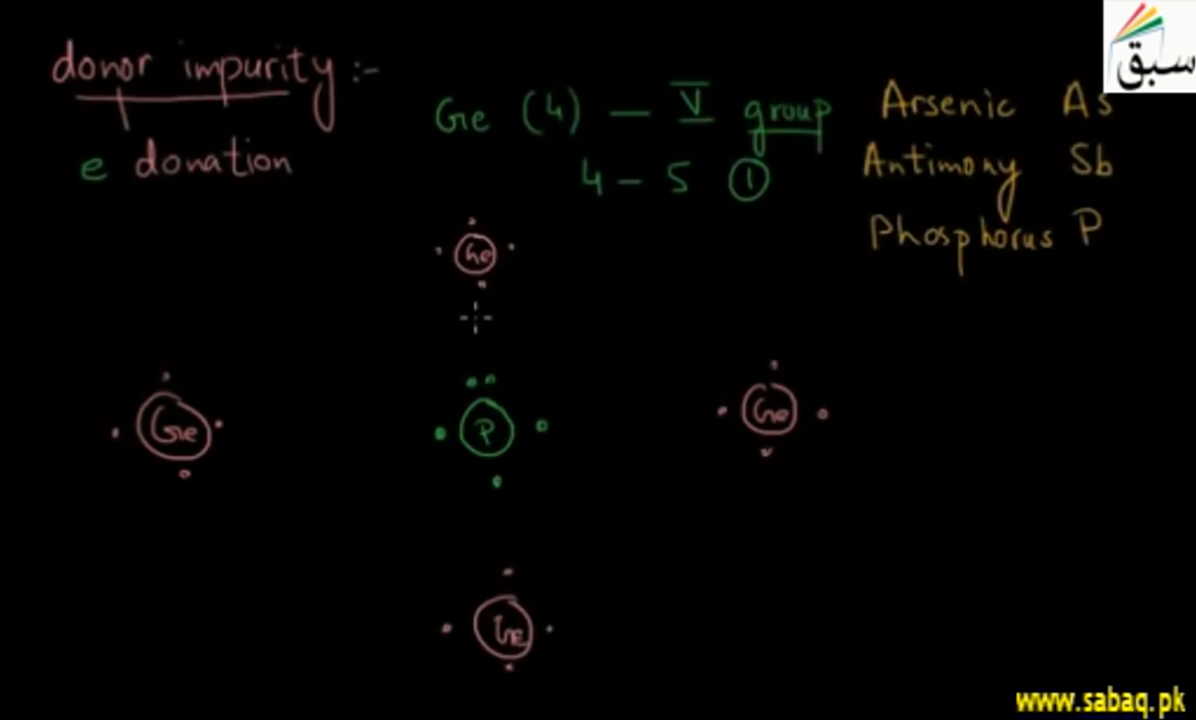 donor impurity :-
e donation
Ge (4) — V group
4 — 5 ①
Arsenic As
Antimony Sb
Phosphorus P
سبق
Ge
Ge
P
Ge
Ge
www.sabaq.pk